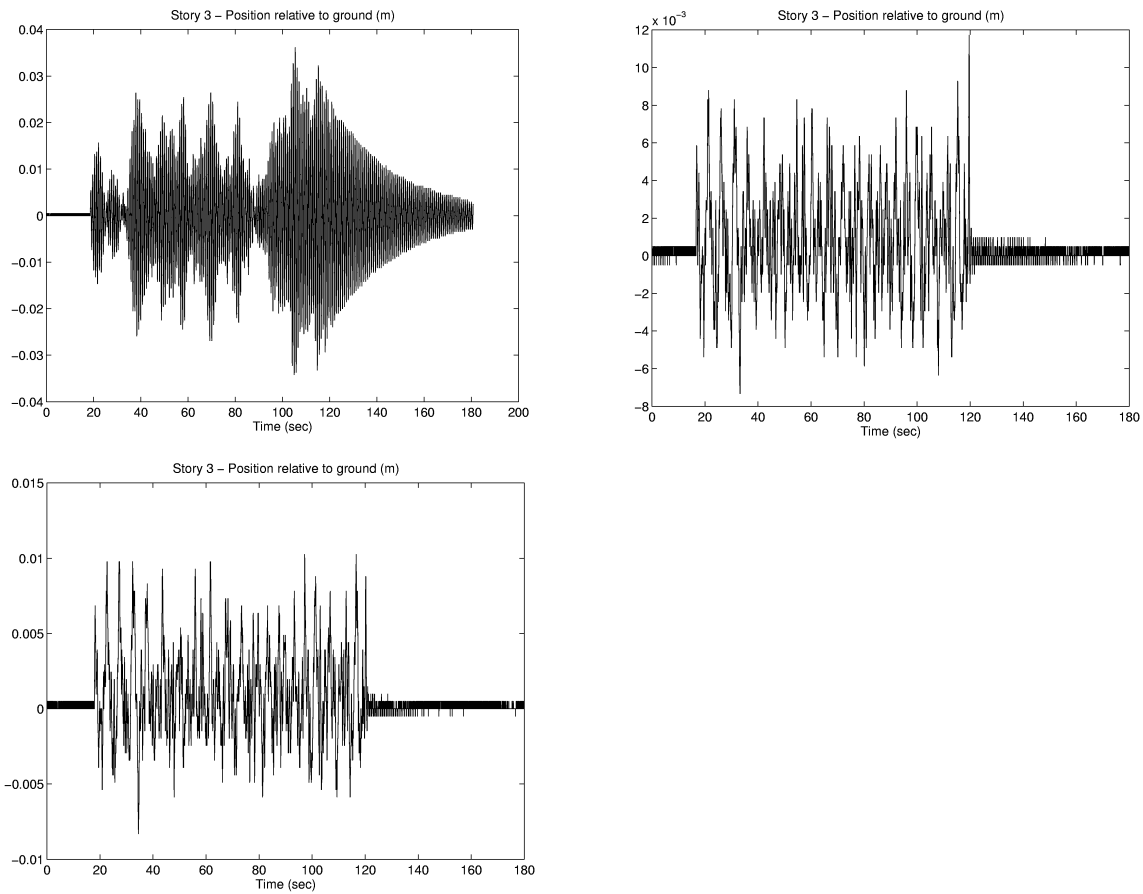 Story 3 − Position relative to ground (m)
0.04
0.03
0.02
0.01
0
−0.01
−0.02
−0.03
−0.04
0 20 40 60 80 100 120 140 160 180 200
Time (sec)
Story 3 − Position relative to ground (m)
x 10⁻³
12
10
8
6
4
2
0
−2
−4
−6
−8
0 20 40 60 80 100 120 140 160 180
Time (sec)
Story 3 − Position relative to ground (m)
0.015
0.01
0.005
0
−0.005
−0.01
0 20 40 60 80 100 120 140 160 180
Time (sec)